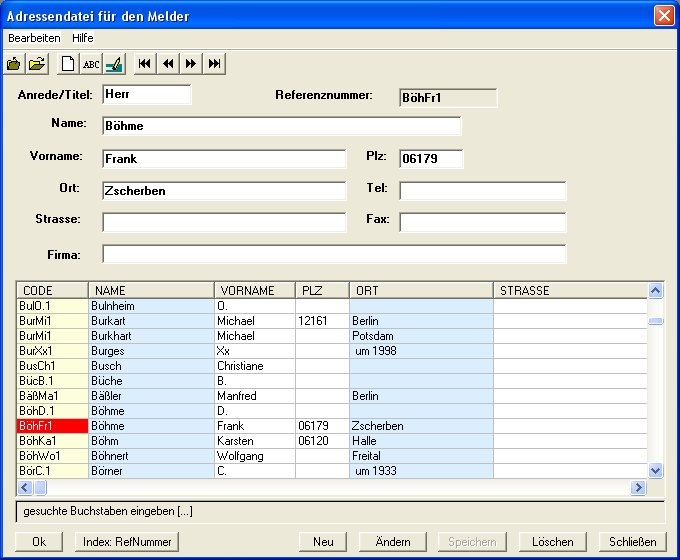 Adressendatei für den Melder
Bearbeiten Hilfe
ABC
Anrede/Titel: Herr Referenznummer: BöhFr1
Name: Böhme
Vorname: Frank Plz: 06179
Ort: Zscherben Tel:
Strasse: Fax:
Firma:
CODE NAME VORNAME PLZ ORT STRASSE
BulO.1 Bulnheim O.
BurMi1 Burkart Michael 12161 Berlin
BurMi1 Burkhart Michael Potsdam
BurXx1 Burges Xx um 1998
BusCh1 Busch Christiane
BücB.1 Büche B.
BäßMa1 Bäßler Manfred Berlin
BöhD.1 Böhme D.
BöhFr1 Böhme Frank 06179 Zscherben
BöhKa1 Böhm Karsten 06120 Halle
BöhWo1 Böhnert Wolfgang Freital
BörC.1 Börner C. um 1933
gesuchte Buchstaben eingeben [...]
Ok Index: RefNummer Neu Ändern Speichern Löschen Schließen